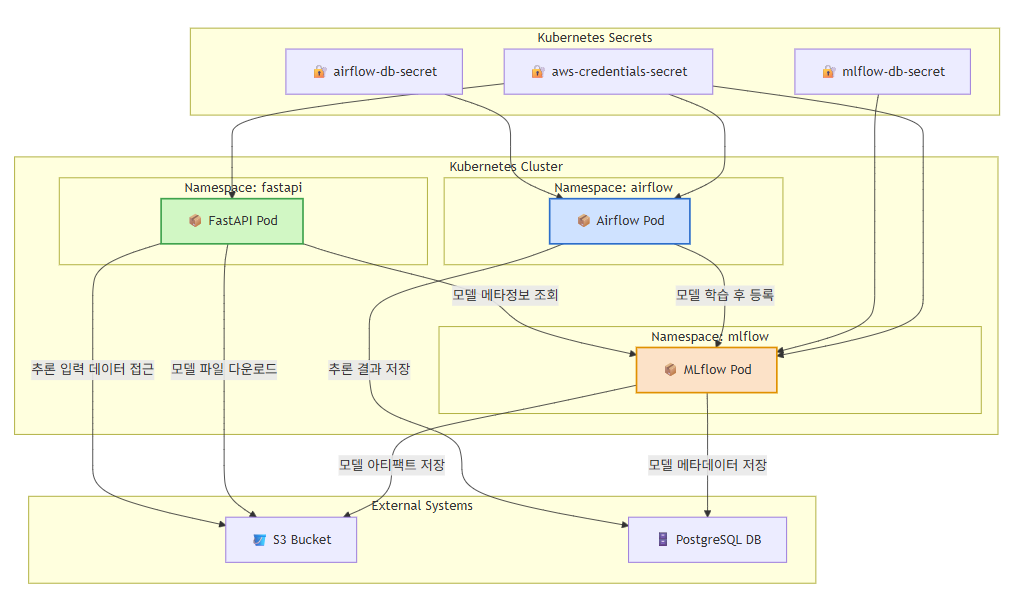 Kubernetes Secrets
airflow-db-secret
aws-credentials-secret
mlflow-db-secret
Kubernetes Cluster
Namespace: fastapi
Namespace: airflow
FastAPI Pod
Airflow Pod
모델 메타정보 조회
모델 학습 후 등록
Namespace: mlflow
추론 입력 데이터 접근
모델 파일 다운로드
추론 결과 저장
MLflow Pod
모델 아티팩트 저장
모델 메타데이터 저장
External Systems
S3 Bucket
PostgreSQL DB